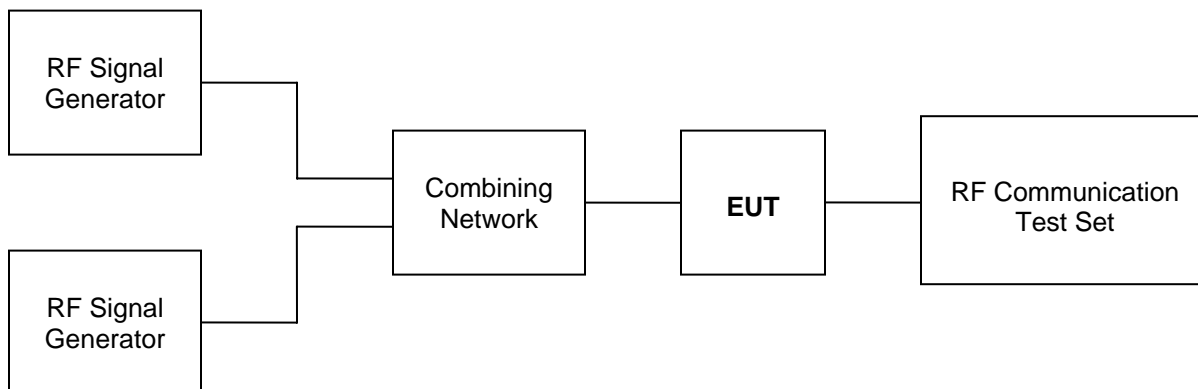 RF Signal
Generator
Combining
Network
EUT
RF Communication
Test Set
RF Signal
Generator